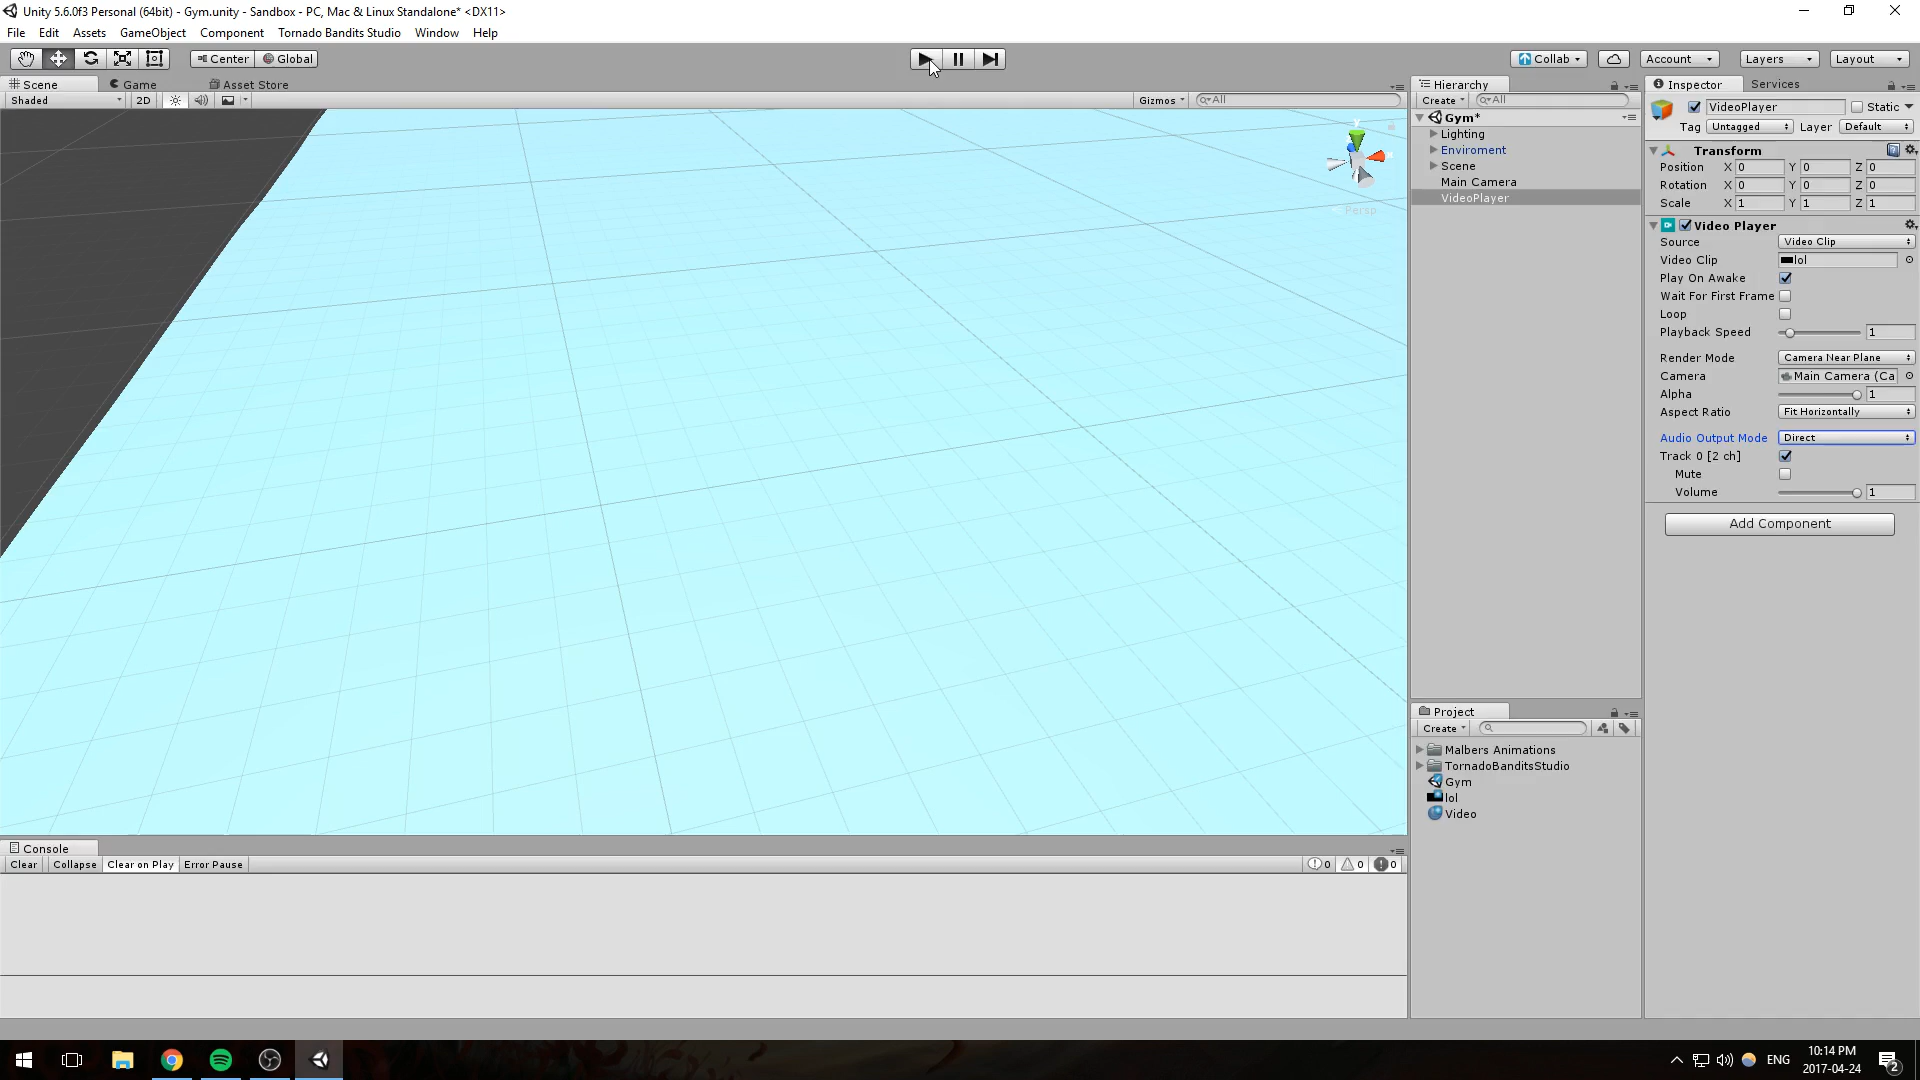 Unity 5.6.0f3 Personal (64bit) - Gym.unity - Sandbox - PC, Mac & Linux Standalone* <DX11>
File Edit Assets GameObject Component Tornado Bandits Studio Window Help
Center Global
Collab Account Layers Layout
Scene Game Asset Store
Shaded 2D Gizmos All
y
x
Persp
Hierarchy
Create All
Gym*
Lighting
Enviroment
Scene
Main Camera
VideoPlayer
Inspector Services
VideoPlayer Static
Tag Untagged Layer Default
Transform
Position X 0 Y 0 Z 0
Rotation X 0 Y 0 Z 0
Scale X 1 Y 1 Z 1
Video Player
Source Video Clip
Video Clip lol
Play On Awake
Wait For First Frame
Loop
Playback Speed 1
Render Mode Camera Near Plane
Camera Main Camera (Ca
Alpha 1
Aspect Ratio Fit Horizontally
Audio Output Mode Direct
Track 0 [2 ch]
Mute
Volume 1
Add Component
Project
Create
Malbers Animations
TornadoBanditsStudio
Gym
lol
Video
Console
Clear Collapse Clear on Play Error Pause 0 0 0
ENG 10:14 PM 2
2017-04-24